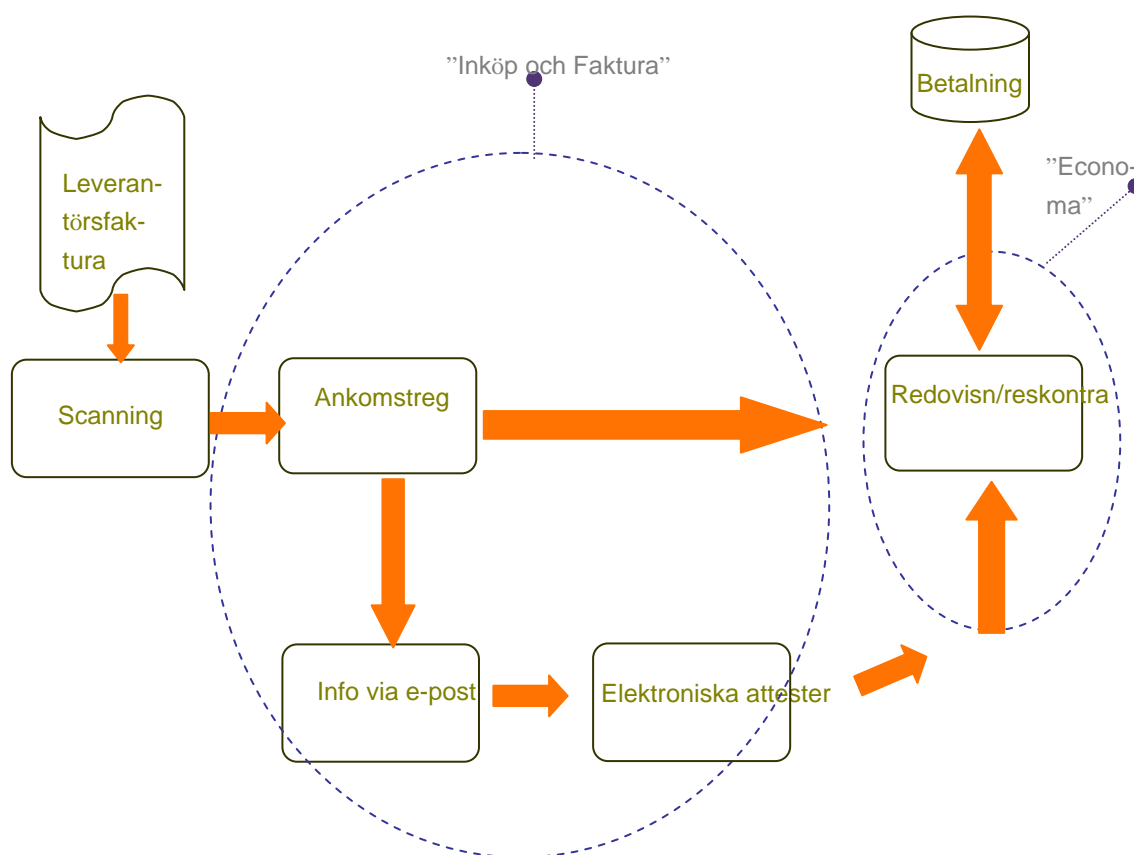 ”Inköp och Faktura”
Betalning
”Econo-
ma”
Leveran-
törsfak-
tura
Scanning
Ankomstreg
Redovisn/reskontra
Info via e-post
Elektroniska attester